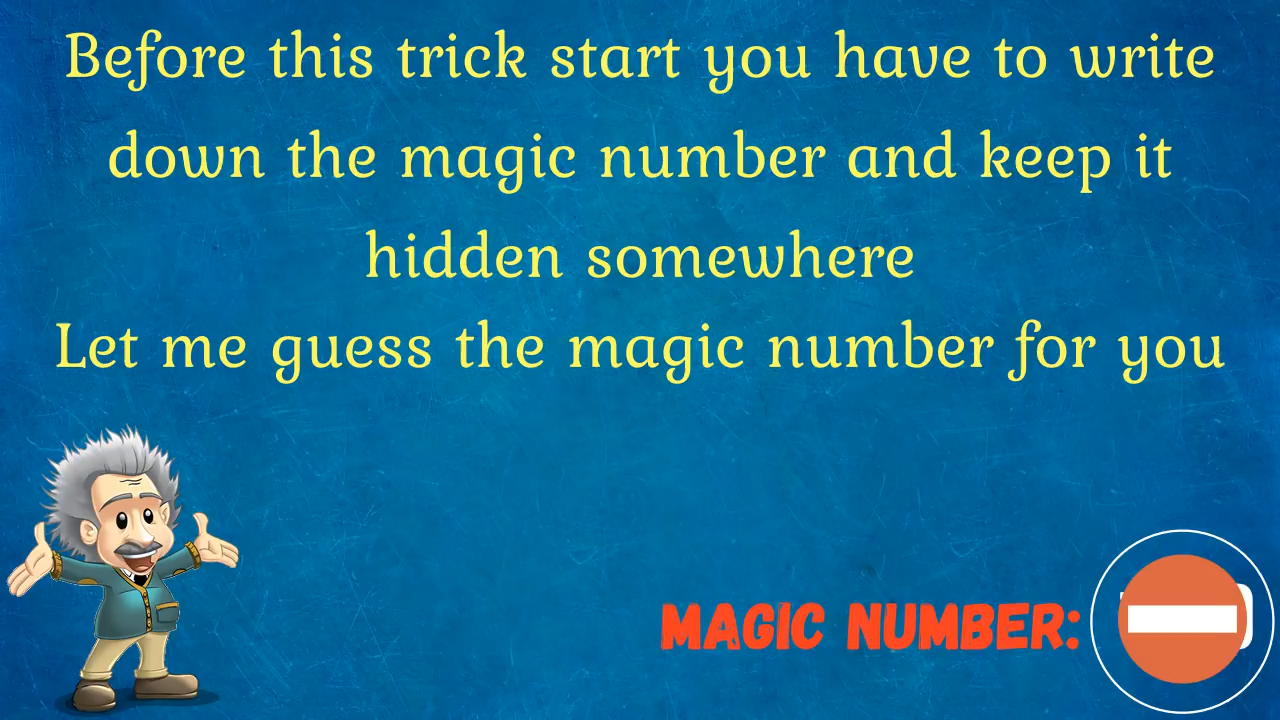 Before this trick start you have to write
down the magic number and keep it
hidden somewhere
Let me guess the magic number for you
MAGIC NUMBER: